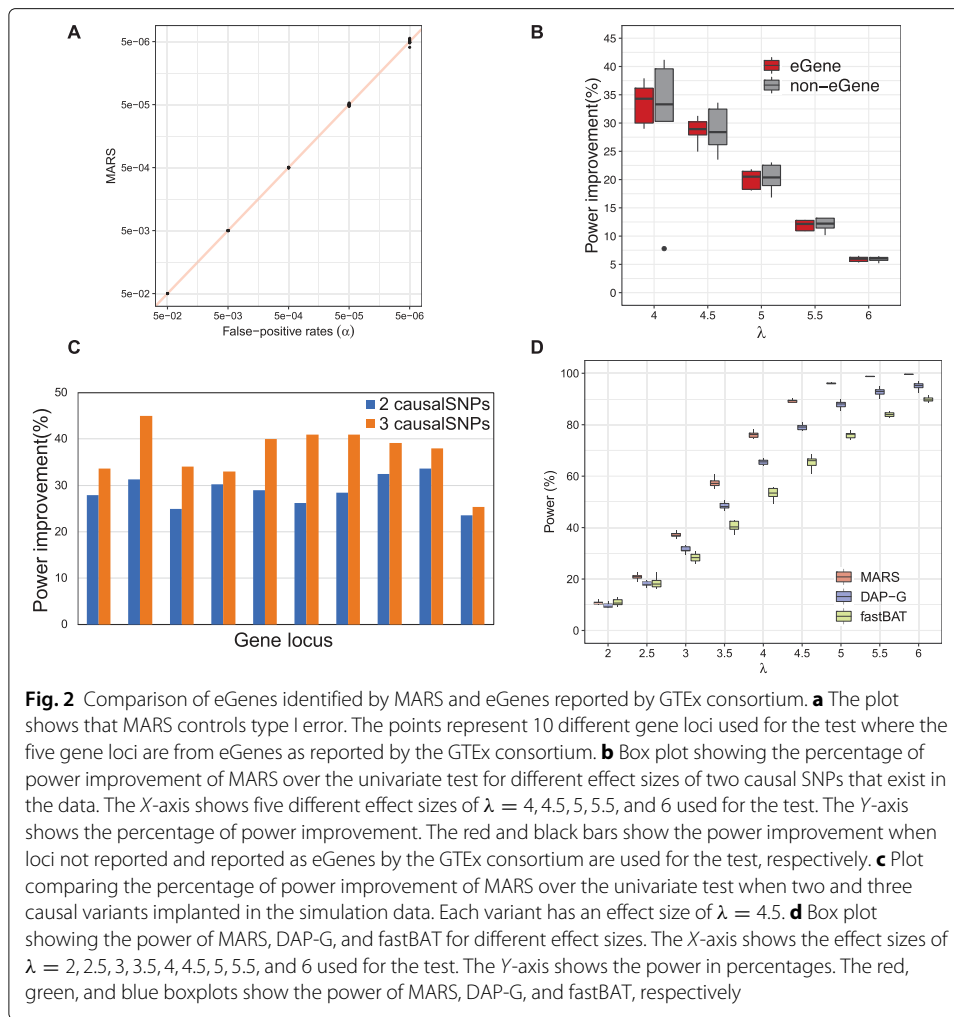 A
5e−06
5e−05
5e−04
5e−03
5e−02
MARS
5e−02 5e−03 5e−04 5e−05 5e−06
False−positive rates (α)
B
45
40
35
30
25
20
15
10
5
0
Power improvement(%)
eGene
non−eGene
4 4.5 5 5.5 6
λ
C
50
40
30
20
10
0
Power improvement(%)
2 causalSNPs
3 causalSNPs
Gene locus
D
100
80
60
40
20
0
Power (%)
MARS
DAP−G
fastBAT
2 2.5 3 3.5 4 4.5 5 5.5 6
λ
Fig. 2 Comparison of eGenes identified by MARS and eGenes reported by GTEx consortium. a The plot
shows that MARS controls type I error. The points represent 10 different gene loci used for the test where the
five gene loci are from eGenes as reported by the GTEx consortium. b Box plot showing the percentage of
power improvement of MARS over the univariate test for different effect sizes of two causal SNPs that exist in
the data. The X-axis shows five different effect sizes of λ = 4, 4.5, 5, 5.5, and 6 used for the test. The Y-axis
shows the percentage of power improvement. The red and black bars show the power improvement when
loci not reported and reported as eGenes by the GTEx consortium are used for the test, respectively. c Plot
comparing the percentage of power improvement of MARS over the univariate test when two and three
causal variants implanted in the simulation data. Each variant has an effect size of λ = 4.5. d Box plot
showing the power of MARS, DAP-G, and fastBAT for different effect sizes. The X-axis shows the effect sizes of
λ = 2, 2.5, 3, 3.5, 4, 4.5, 5, 5.5, and 6 used for the test. The Y-axis shows the power in percentages. The red,
green, and blue boxplots show the power of MARS, DAP-G, and fastBAT, respectively